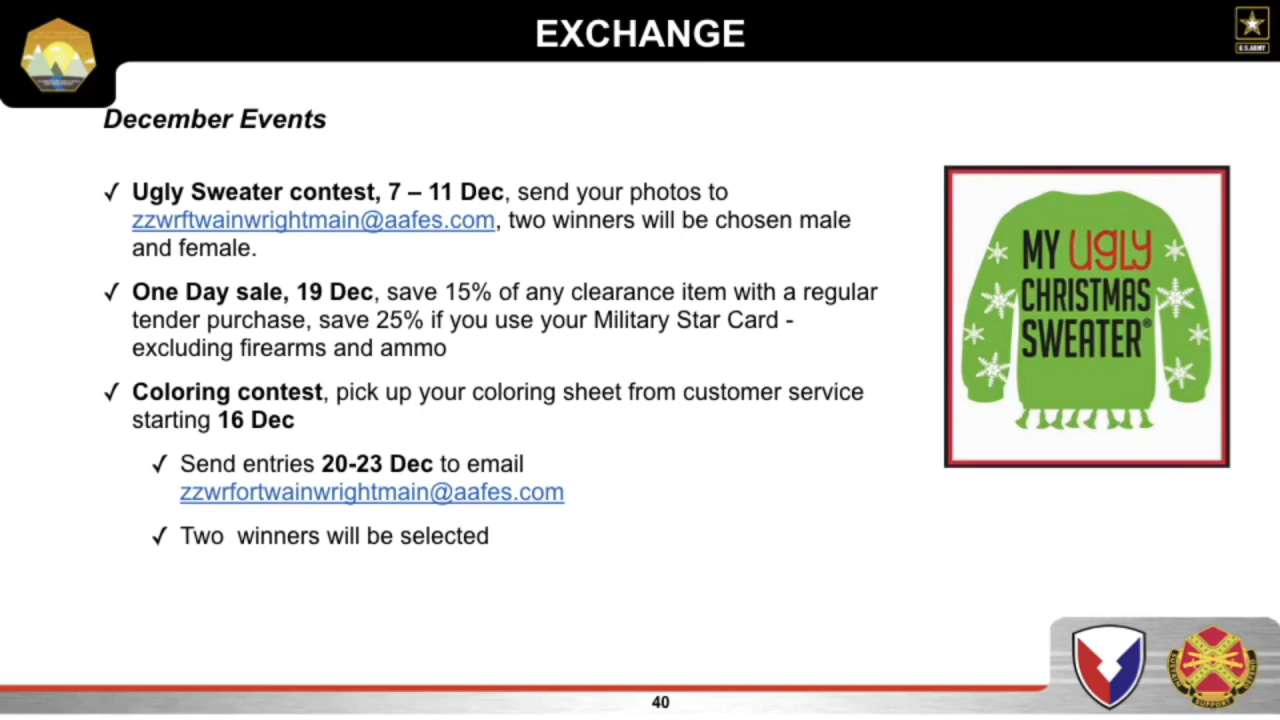 EXCHANGE
U.S.ARMY
December Events
✓ Ugly Sweater contest, 7 – 11 Dec, send your photos to
zzwrftwainwrightmain@aafes.com, two winners will be chosen male
and female.
✓ One Day sale, 19 Dec, save 15% of any clearance item with a regular
tender purchase, save 25% if you use your Military Star Card -
excluding firearms and ammo
✓ Coloring contest, pick up your coloring sheet from customer service
starting 16 Dec
✓ Send entries 20-23 Dec to email
zzwrfortwainwrightmain@aafes.com
✓ Two  winners will be selected
MY UGLY
CHRISTMAS
SWEATER®
SUSTAIN SUPPORT DEFEND
40